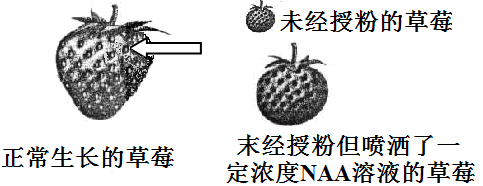 未经授粉的草莓
正常生长的草莓
末经授粉但喷洒了一
定浓度NAA溶液的草莓